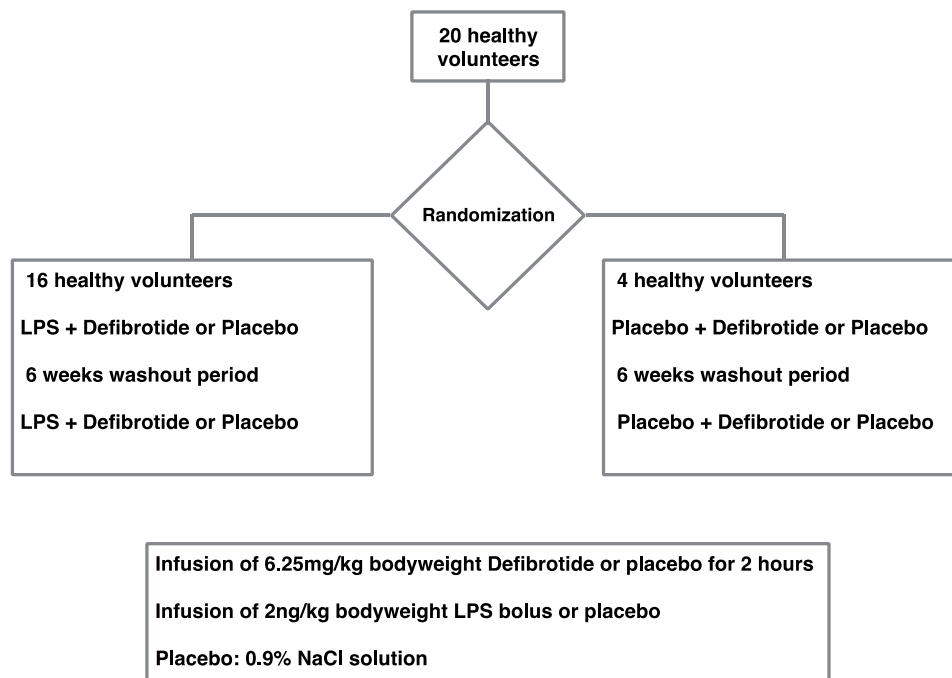 20 healthy
volunteers
Randomization
16 healthy volunteers
LPS + Defibrotide or Placebo
6 weeks washout period
LPS + Defibrotide or Placebo
4 healthy volunteers
Placebo + Defibrotide or Placebo
6 weeks washout period
Placebo + Defibrotide or Placebo
Infusion of 6.25mg/kg bodyweight Defibrotide or placebo for 2 hours
Infusion of 2ng/kg bodyweight LPS bolus or placebo
Placebo: 0.9% NaCl solution